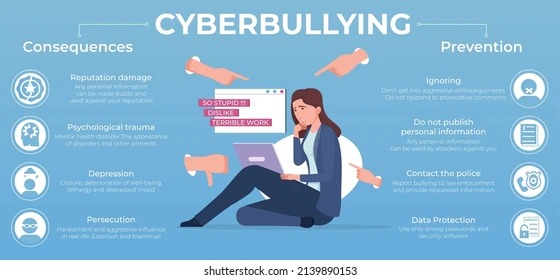 CYBERBULLYING
Consequences
Reputation damage
Any personal information
can be made public and
used against your reputation
Psychological trauma
Mental health disorder. The appearance
of disorders and other ailments
Depression
Closure, deterioration of well-being,
lethargy and depressed mood
Persecution
Harassment and aggressive influence
in real life. Extortion and blackmail
SO STUPID !!!
DISLIKE
TERRIBLE WORK
Prevention
Ignoring
Don't get into aggressive
Do not respond to provocative comments
Do not publish
personal information
Any personal information
can be used by attackers against you
Contact the police
Report bullying to law enforcement
and provide requested information
Data Protection
Use only strong passwords and
security software
shutterstock.com · 2139890153